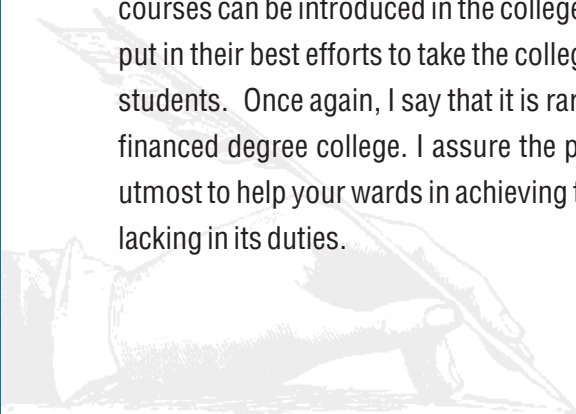 courses can be introduced in the college
put in their best efforts to take the colleg
students. Once again, I say that it is rar
financed degree college. I assure the p
utmost to help your wards in achieving t
lacking in its duties.